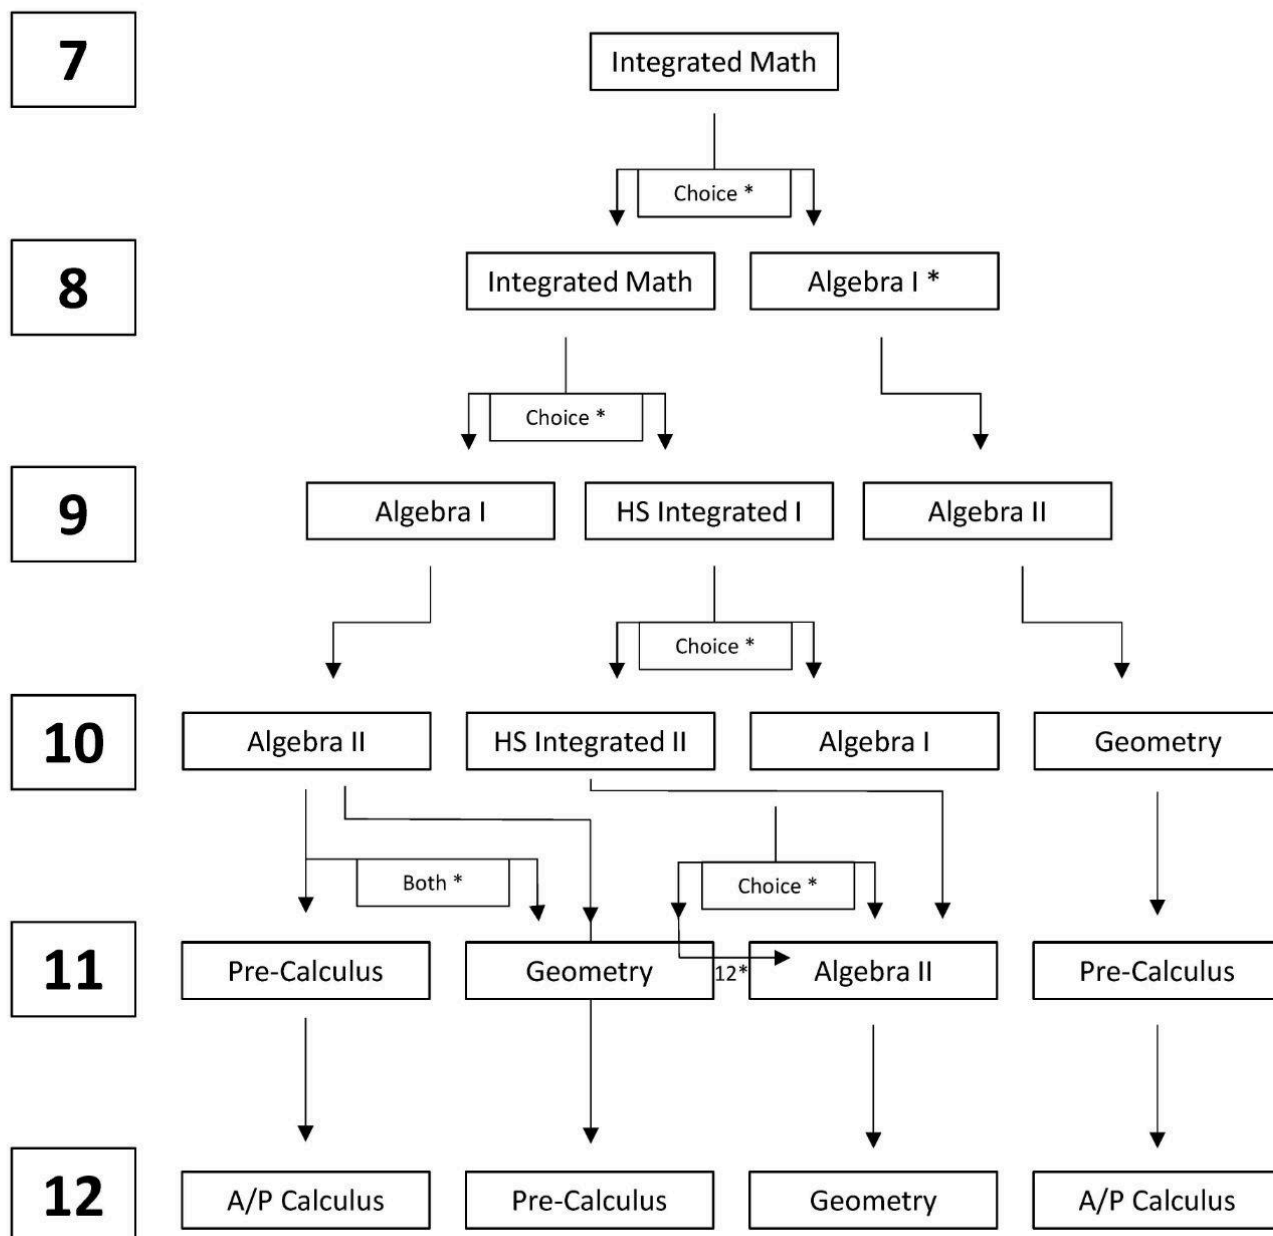 7
Integrated Math
Choice *
8
Integrated Math
Algebra I *
Choice *
9
Algebra I
HS Integrated I
Algebra II
Choice *
10
Algebra II
HS Integrated II
Algebra I
Geometry
Both *
Choice *
11
Pre-Calculus
Geometry
12*
Algebra II
Pre-Calculus
12
A/P Calculus
Pre-Calculus
Geometry
A/P Calculus